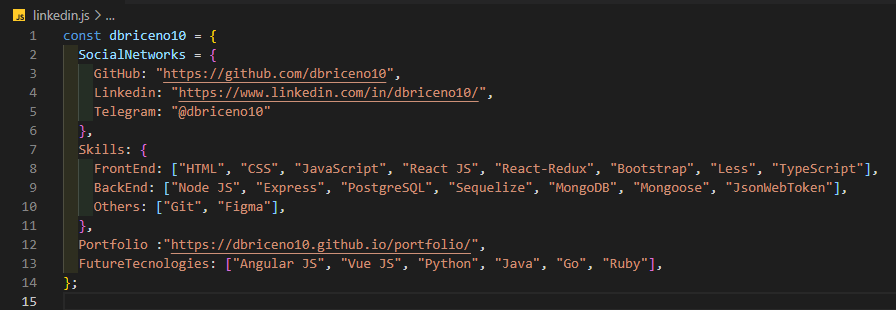 JS linkedin.js > ...
1 const dbriceno10 = {
2 SocialNetworks = {
3 GitHub: "https://github.com/dbriceno10",
4 Linkedin: "https://www.linkedin.com/in/dbriceno10/",
5 Telegram: "@dbriceno10"
6 },
7 Skills: {
8 FrontEnd: ["HTML", "CSS", "JavaScript", "React JS", "React-Redux", "Bootstrap", "Less", "TypeScript"],
9 BackEnd: ["Node JS", "Express", "PostgreSQL", "Sequelize", "MongoDB", "Mongoose", "JsonWebToken"],
10 Others: ["Git", "Figma"],
11 },
12 Portfolio :"https://dbriceno10.github.io/portfolio/",
13 FutureTecnologies: ["Angular JS", "Vue JS", "Python", "Java", "Go", "Ruby"],
14 };
15